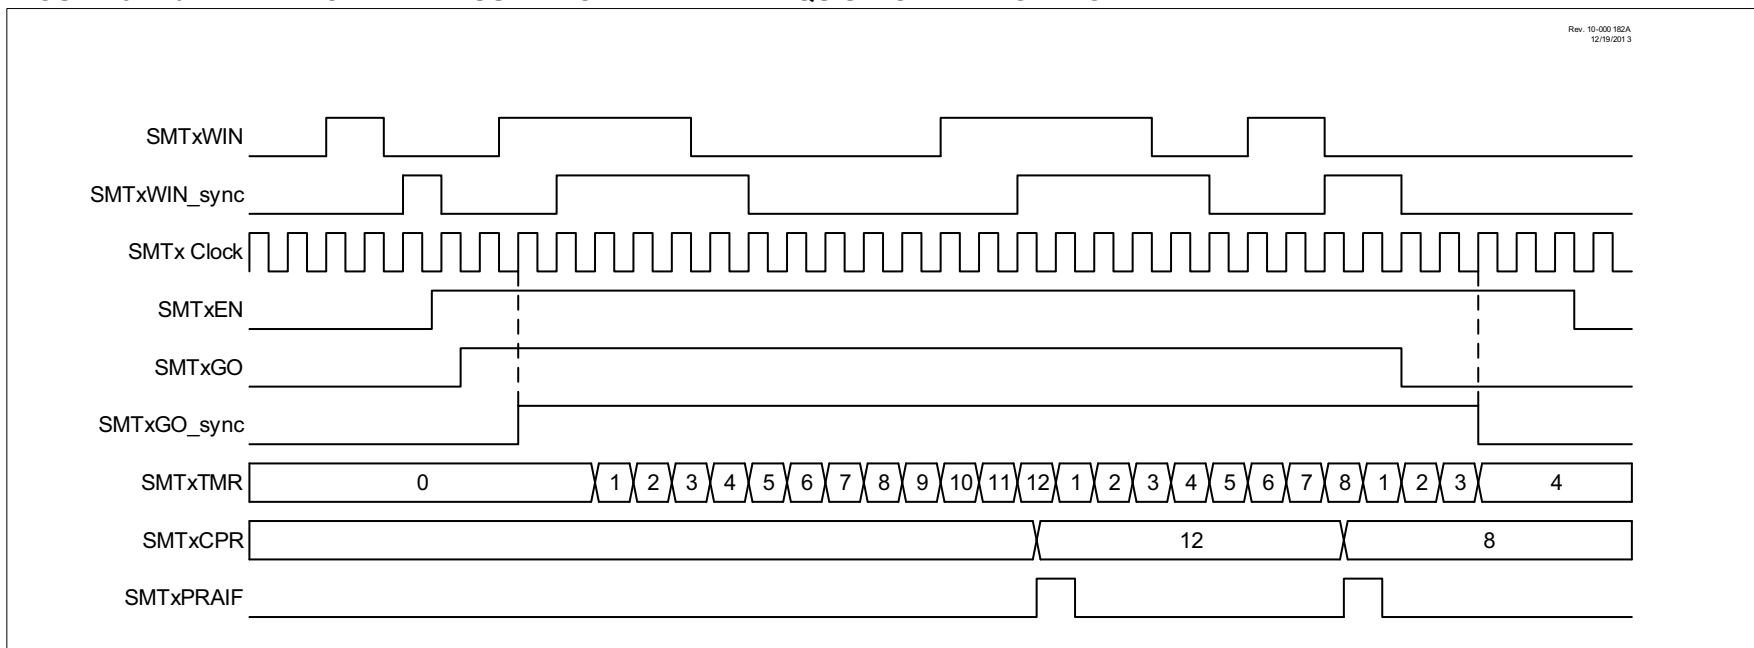 Rev. 10-000 182A
12/19/201 3
SMTxWIN
SMTxWIN_sync
SMTx Clock
SMTxEN
SMTxGO
SMTxGO_sync
SMTxTMR 0 1 2 3 4 5 6 7 8 9 10 11 12 1 2 3 4 5 6 7 8 1 2 3 4
SMTxCPR 12 8
SMTxPRAIF